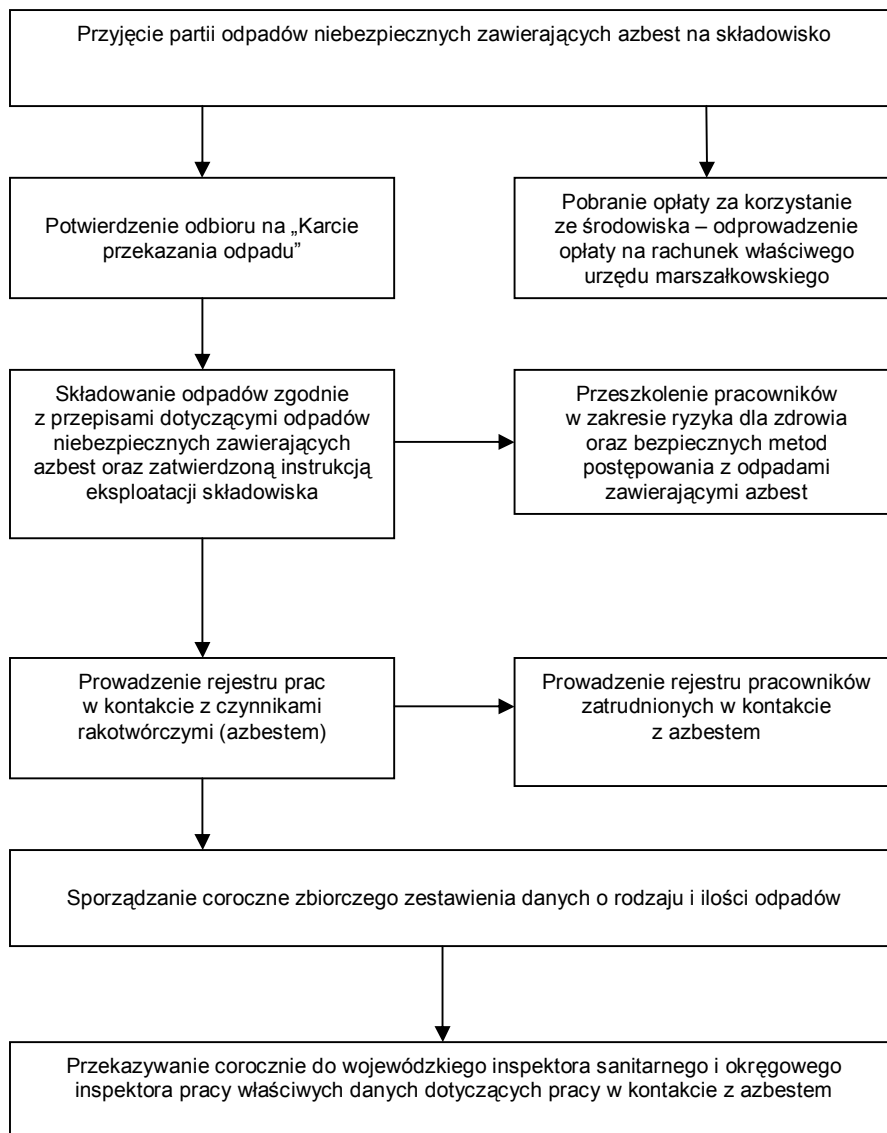 Przyjęcie partii odpadów niebezpiecznych zawierających azbest na składowisko
Potwierdzenie odbioru na „Karcie
przekazania odpadu”
Pobranie opłaty za korzystanie
ze środowiska – odprowadzenie
opłaty na rachunek właściwego
urzędu marszałkowskiego
Składowanie odpadów zgodnie
z przepisami dotyczącymi odpadów
niebezpiecznych zawierających
azbest oraz zatwierdzoną instrukcją
eksploatacji składowiska
Przeszkolenie pracowników
w zakresie ryzyka dla zdrowia
oraz bezpiecznych metod
postępowania z odpadami
zawierającymi azbest
Prowadzenie rejestru prac
w kontakcie z czynnikami
rakotwórczymi (azbestem)
Prowadzenie rejestru pracowników
zatrudnionych w kontakcie
z azbestem
Sporządzanie coroczne zbiorczego zestawienia danych o rodzaju i ilości odpadów
Przekazywanie corocznie do wojewódzkiego inspektora sanitarnego i okręgowego
inspektora pracy właściwych danych dotyczących pracy w kontakcie z azbestem